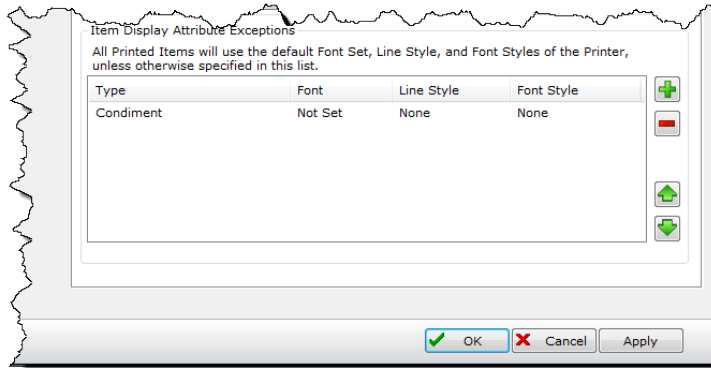 Item Display Attribute Exceptions
All Printed Items will use the default Font Set, Line Style, and Font Styles of the Printer,
unless otherwise specified in this list.
Type Font Line Style Font Style
Condiment Not Set None None
OK Cancel Apply